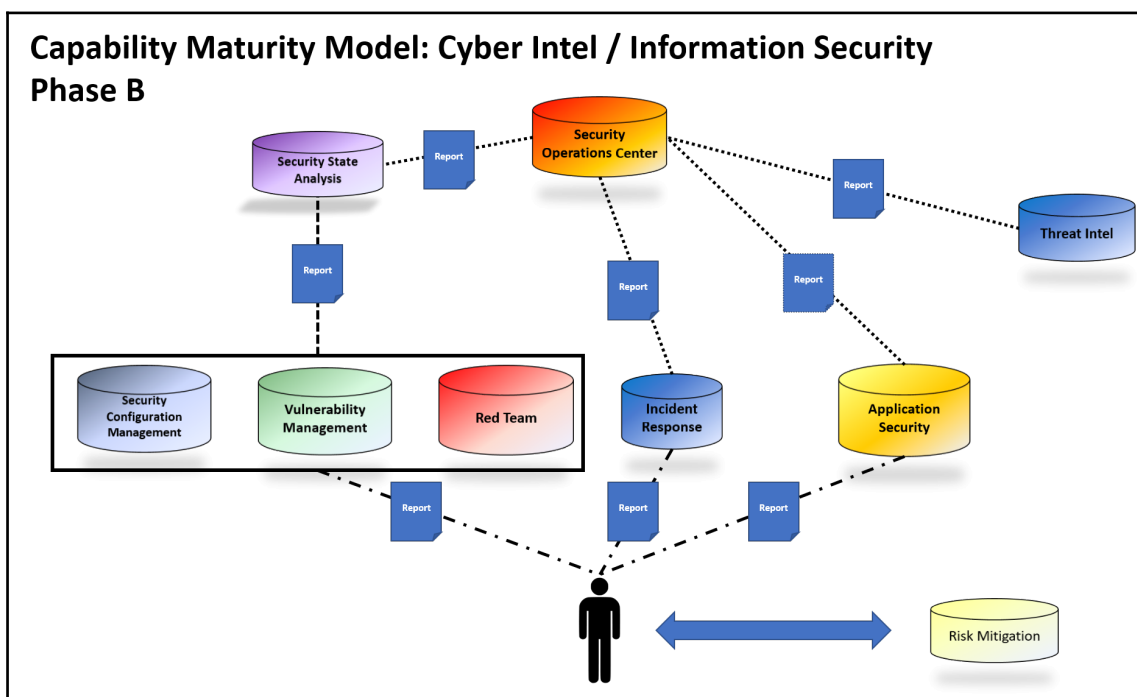 Capability Maturity Model: Cyber Intel / Information Security
Phase B
Security
Operations Center
Report
Security State
Analysis
Report
Threat Intel
Report
Report
Report
Security
Configuration
Management
Vulnerability
Management
Red Team
Incident
Response
Application
Security
Report
Report
Report
Risk Mitigation